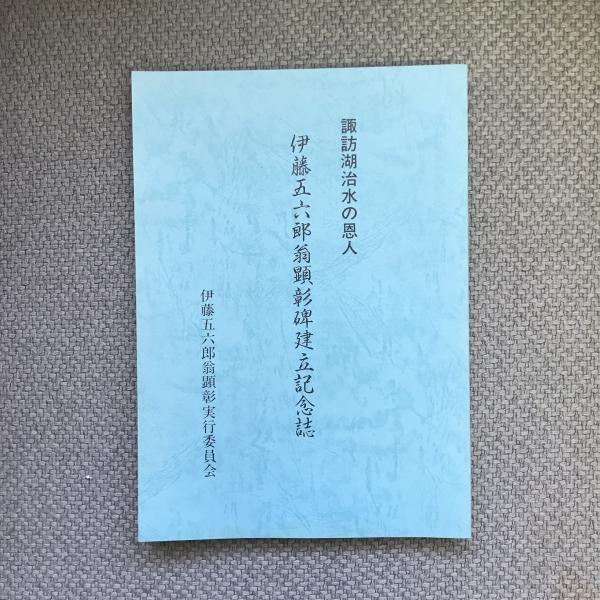 諏訪湖治水の恩人
伊藤五六郎翁顕彰碑建立記念誌
伊藤五六郎翁顕彰実行委員会